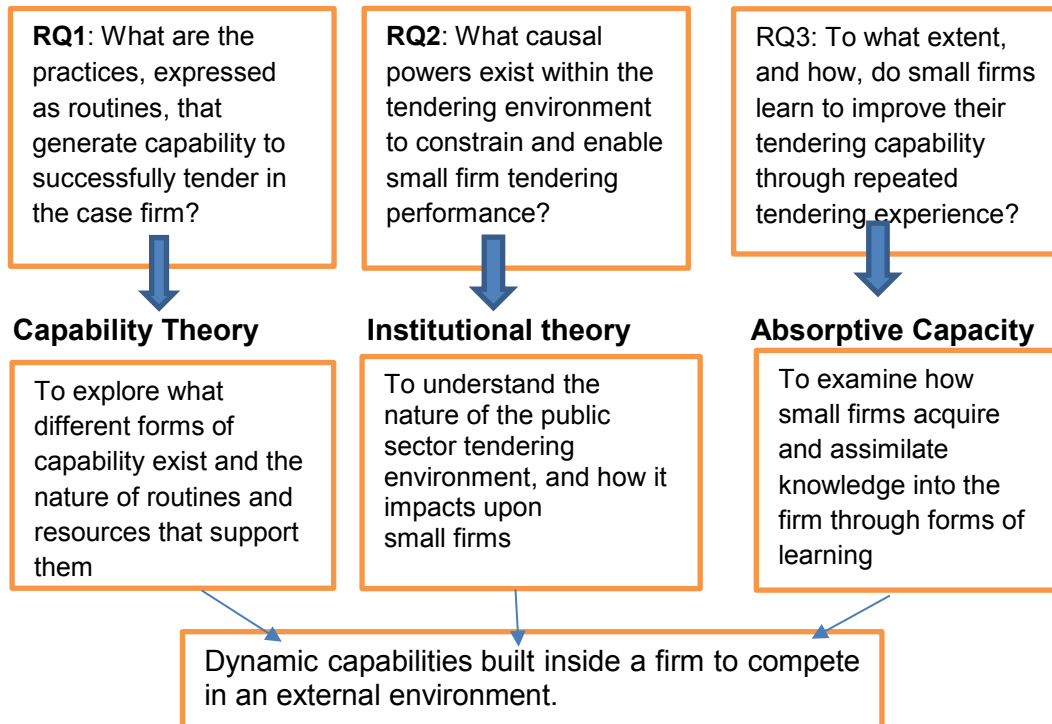 RQ1: What are the
practices, expressed
as routines, that
generate capability to
successfully tender in
the case firm?
RQ2: What causal
powers exist within the
tendering environment
to constrain and enable
small firm tendering
performance?
RQ3: To what extent,
and how, do small firms
learn to improve their
tendering capability
through repeated
tendering experience?
Capability Theory
Institutional theory
Absorptive Capacity
To explore what
different forms of
capability exist and the
nature of routines and
resources that support
them
To understand the
nature of the public
sector tendering
environment, and how it
impacts upon
small firms
To examine how
small firms acquire
and assimilate
knowledge into the
firm through forms of
learning
Dynamic capabilities built inside a firm to compete
in an external environment.